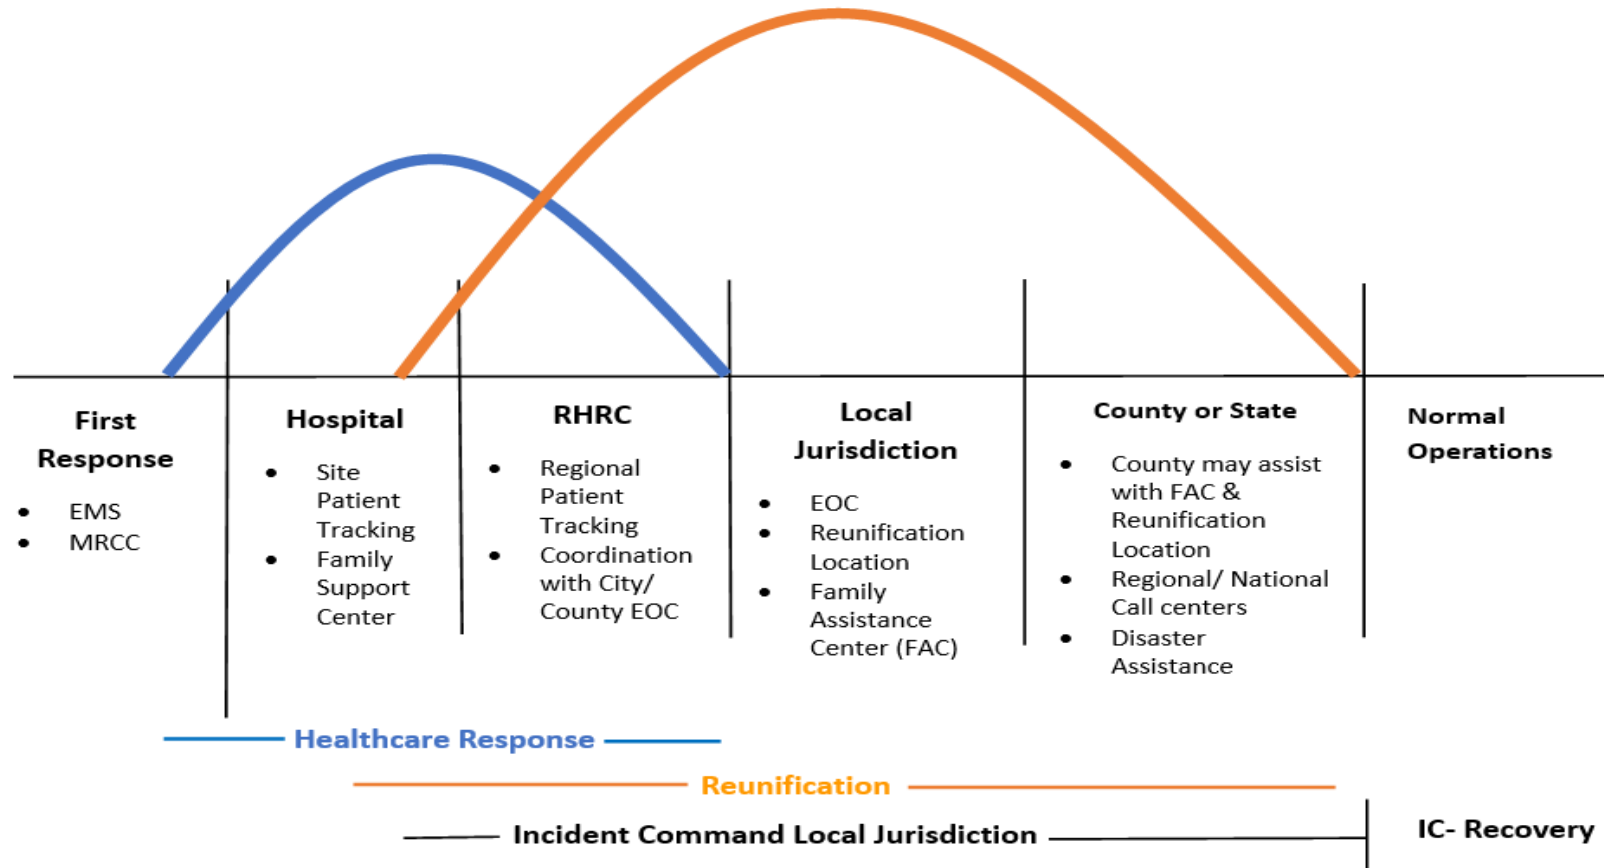 First
Response
• EMS
• MRCC
Hospital
• Site
Patient
Tracking
• Family
Support
Center
RHRC
• Regional
Patient
Tracking
• Coordination
with City/
County EOC
Local
Jurisdiction
• EOC
• Reunification
Location
• Family
Assistance
Center (FAC)
County or State
• County may assist
with FAC &
Reunification
Location
• Regional/ National
Call centers
• Disaster
Assistance
Normal
Operations
Healthcare Response
Reunification
Incident Command Local Jurisdiction
IC- Recovery